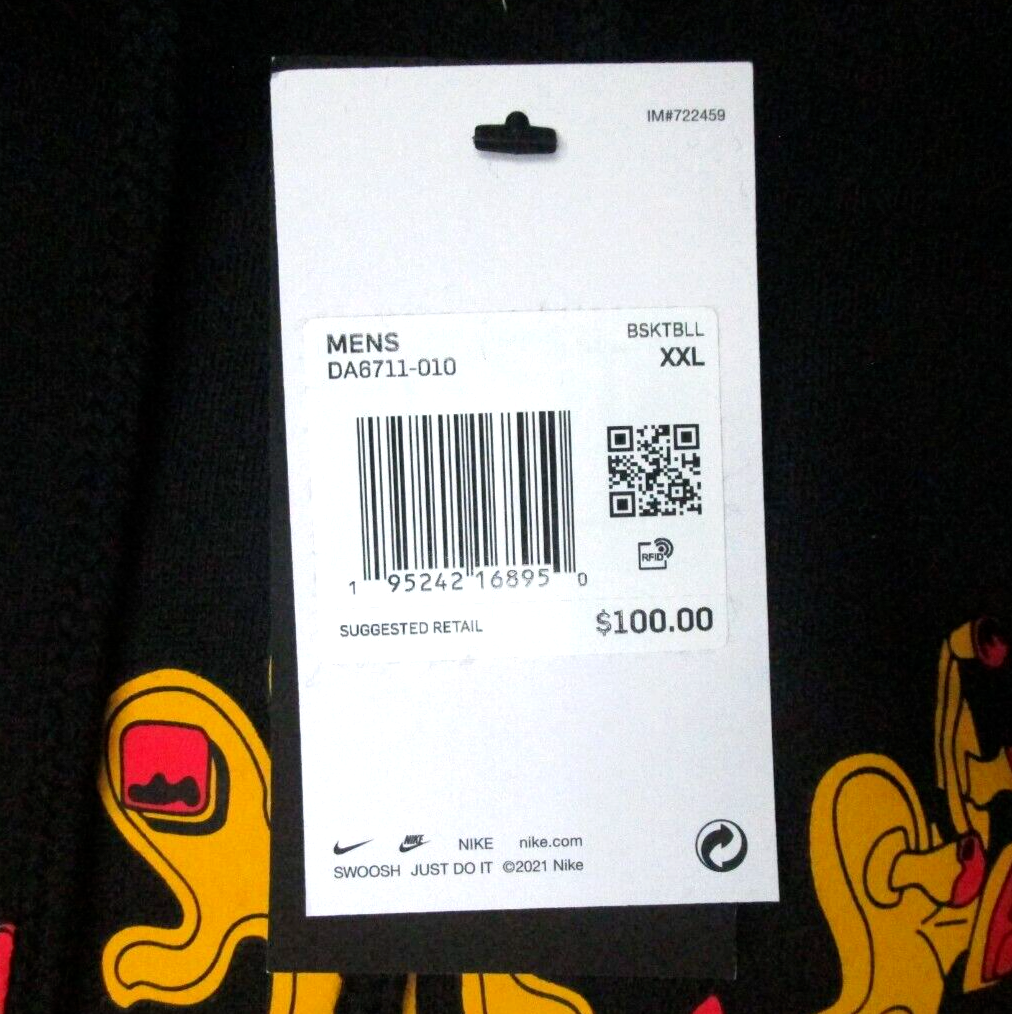 IM#722459
MENS
BSKTBLL
DA6711-010
XXL
1 95242 16895 0
RFID
SUGGESTED RETAIL
$100.00
NIKE NIKE nike.com
SWOOSH JUST DO IT ©2021 Nike